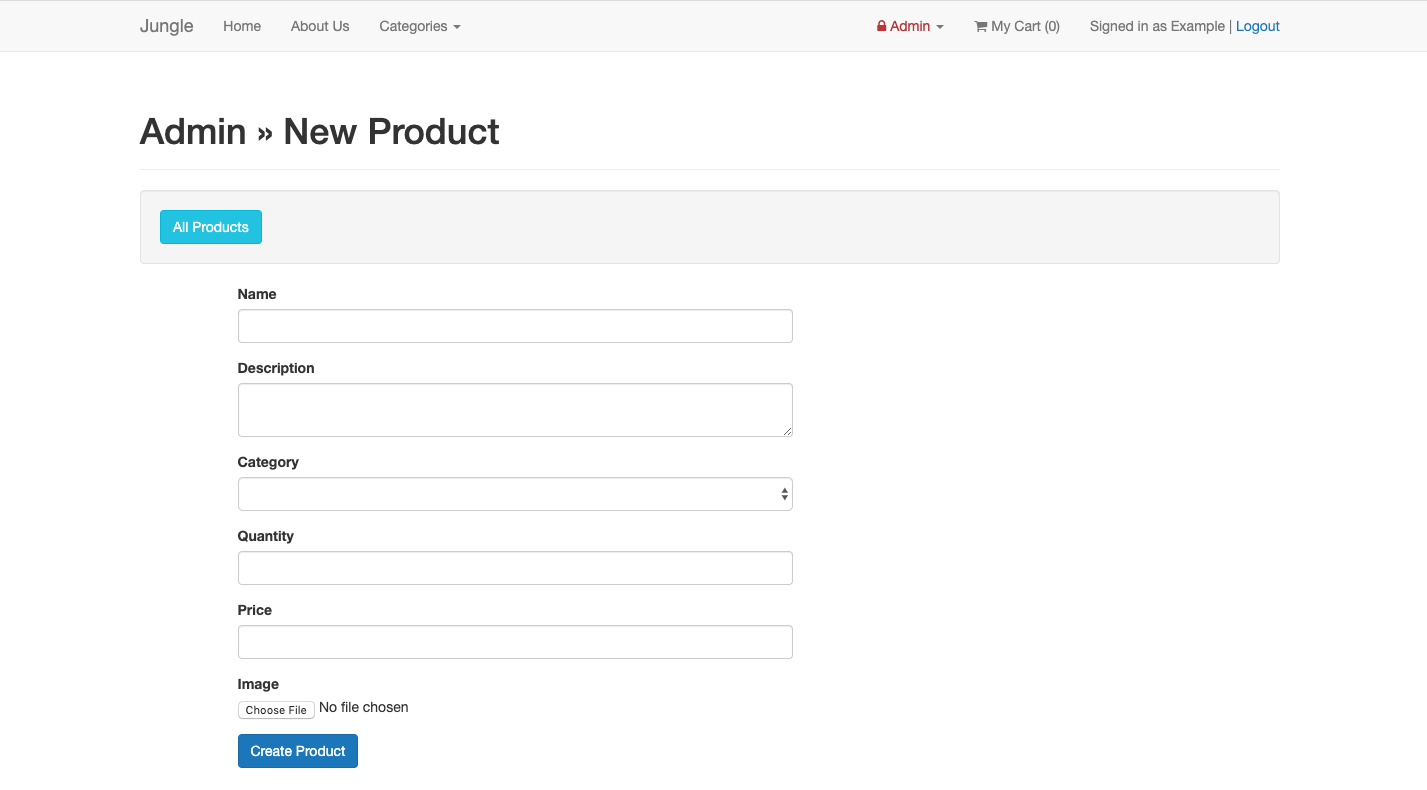 Jungle Home About Us Categories Admin My Cart (0) Signed in as Example | Logout
Admin » New Product
All Products
Name
Description
Category
Quantity
Price
Image
Choose File No file chosen
Create Product